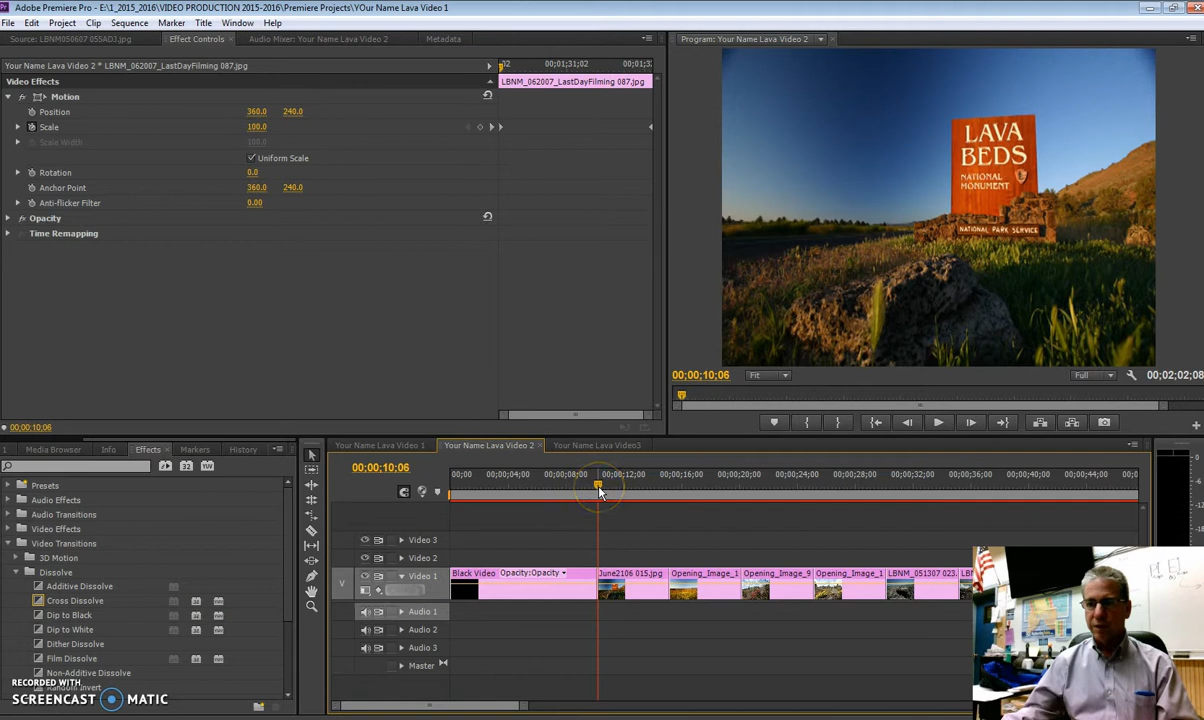 Adobe Premiere Pro - E:\1_2015_2016\VIDEO PRODUCTION 2015-2016\Premiere Projects\YOur Name Lava Video 1
File Edit Project Clip Sequence Marker Title Window Help
Source: LBNM050607 055ADJ.jpg Effect Controls Audio Mixer: Your Name Lava Video 2 Metadata
Program: Your Name Lava Video 2
Your Name Lava Video 2 * LBNM_062007_LastDayFilming 087.jpg
02 00;01;31;02 00;01;32
Video Effects
LBNM_062007_LastDayFilming 087.jpg
Motion
Position 360.0 240.0
Scale 100.0
Scale Width 100.0
Uniform Scale
Rotation 0.0
Anchor Point 360.0 240.0
Anti-flicker Filter 0.00
Opacity
Time Remapping
LAVA
BEDS
NATIONAL
MONUMENT
NATIONAL PARK SERVICE
00;00;10;06 Fit Full 00;02;02;08
00;00;10;06
1 Media Browser Info Effects Markers History
Your Name Lava Video 1 Your Name Lava Video 2 Your Name Lava Video3
32 YUV
00;00;10;06
00;00 00;00;04;00 00;00;08;00 00;00;12;00 00;00;16;00 00;00;20;00 00;00;24;00 00;00;28;00 00;00;32;00 00;00;36;00 00;00;40;00 00;00;44;00 00;0
Presets
Audio Effects
Audio Transitions
Video Effects
Video Transitions
3D Motion
Dissolve
Additive Dissolve
Cross Dissolve
Dip to Black
Dip to White
Dither Dissolve
Film Dissolve
Non-Additive Dissolve
Random Invert
Video 3
Video 2
Video 1
Black Video Opacity:Opacity June2106 015.jpg Opening_Image_1 Opening_Image_9 Opening_Image_1 LBNM_051307 023. LBN
V
Audio 1
Audio 2
Audio 3
Master
0
-6
-12
-18
RECORDED WITH
SCREENCAST MATIC